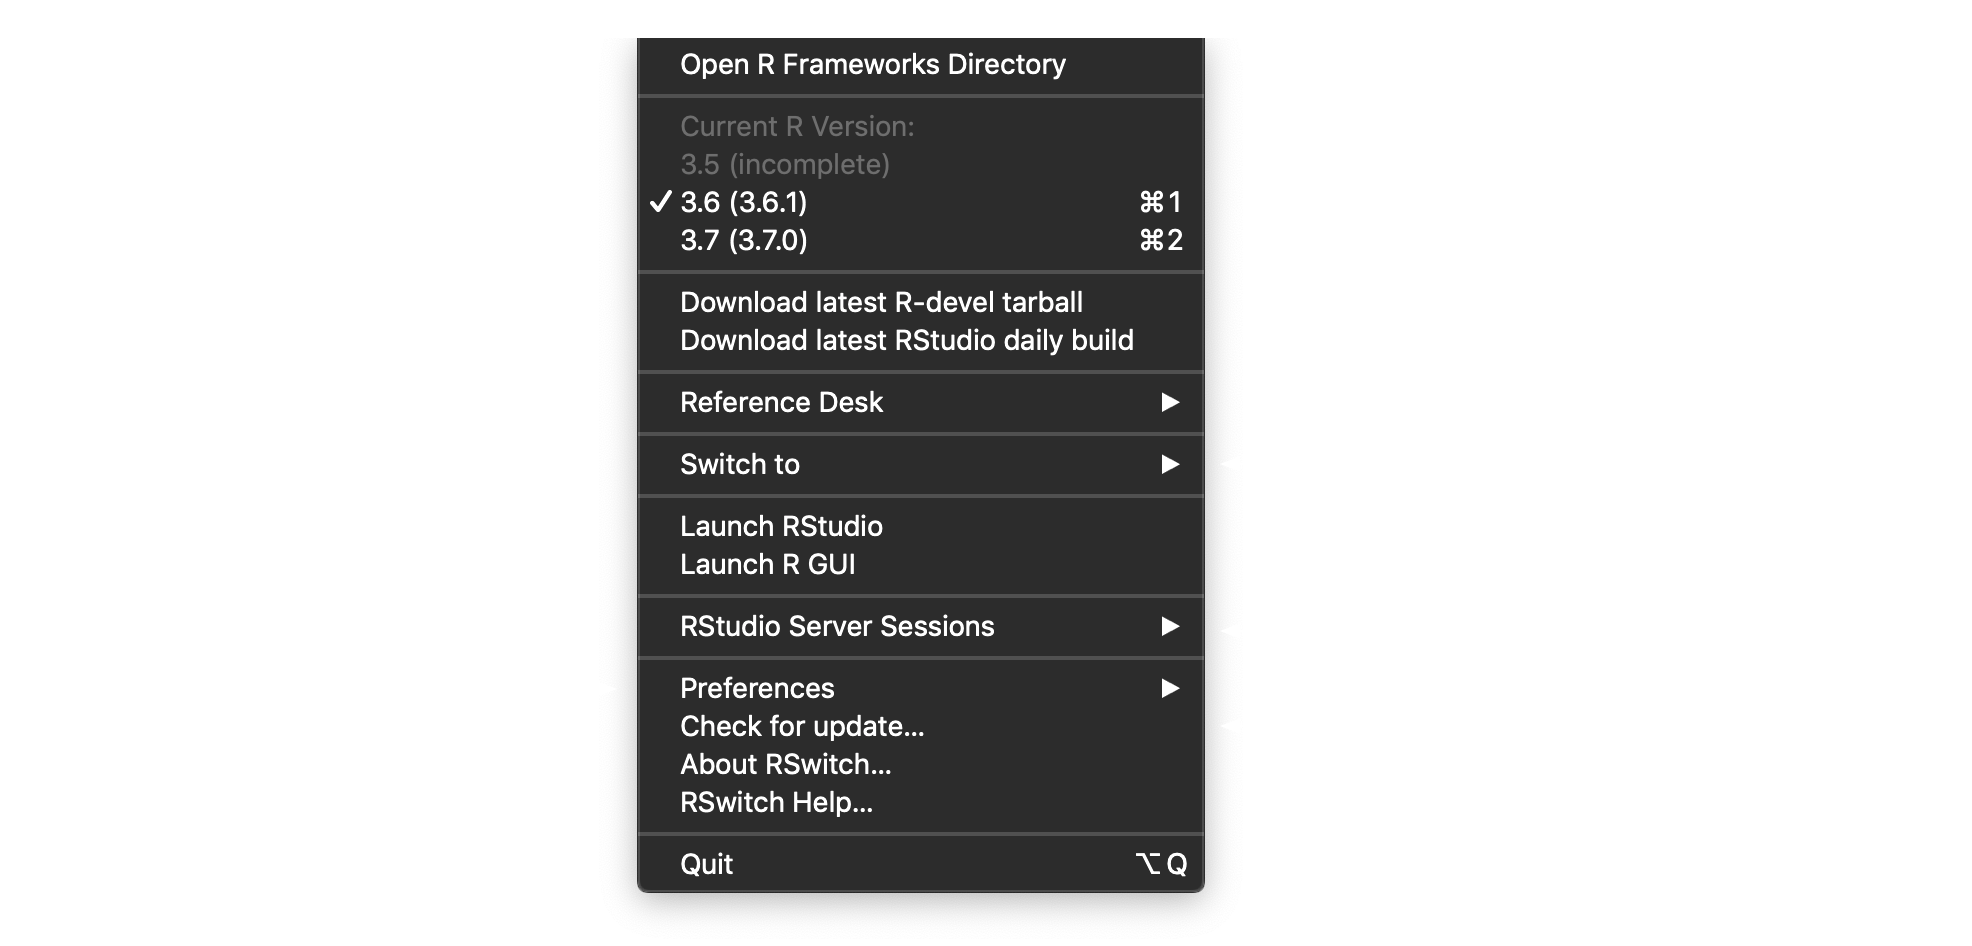 Open R Frameworks Directory
Current R Version:
3.5 (incomplete)
✓ 3.6 (3.6.1) ⌘1
3.7 (3.7.0) ⌘2
Download latest R-devel tarball
Download latest RStudio daily build
Reference Desk ▶
Switch to ▶
Launch RStudio
Launch R GUI
RStudio Server Sessions ▶
Preferences ▶
Check for update...
About RSwitch...
RSwitch Help...
Quit ⌥Q